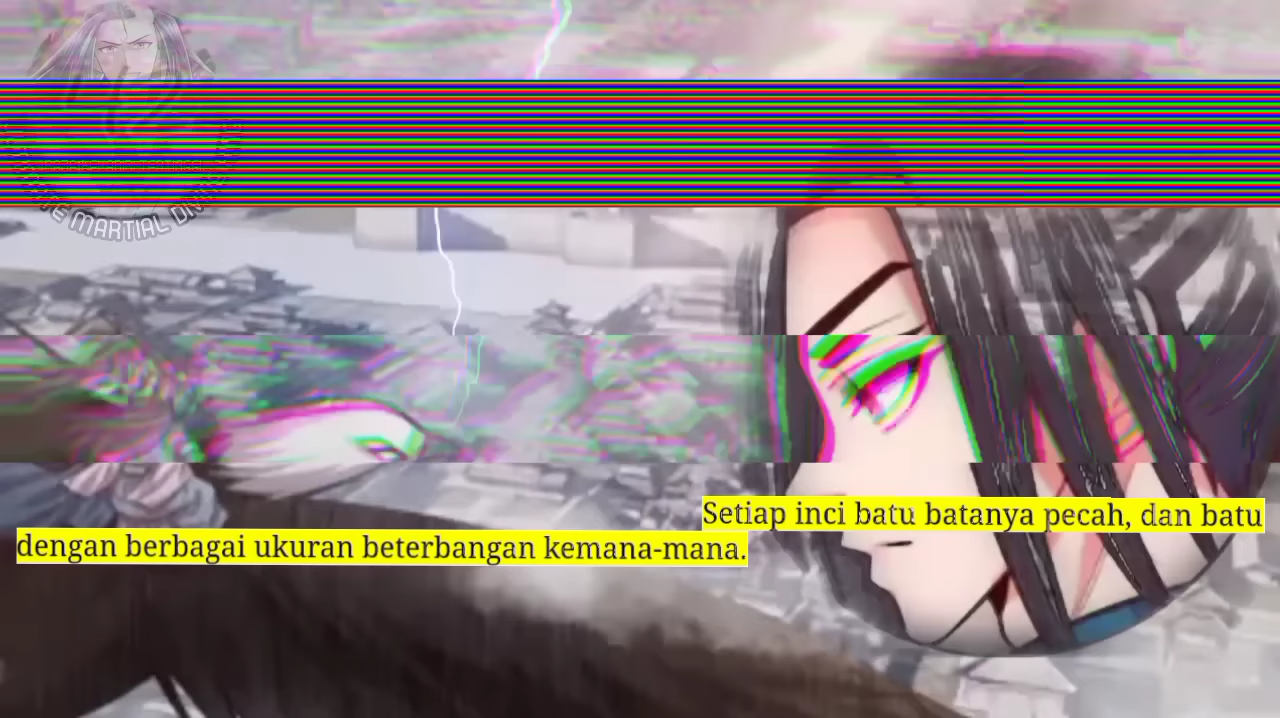 Setiap inci batu batanya pecah, dan batu
dengan berbagai ukuran beterbangan kemana-mana.
MARTIAL